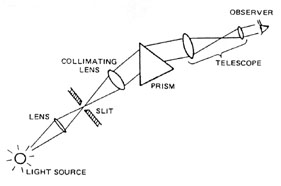 OBSERVER
COLLIMATING
LENS
TELESCOPE
PRISM
LENS
SLIT
LIGHT SOURCE